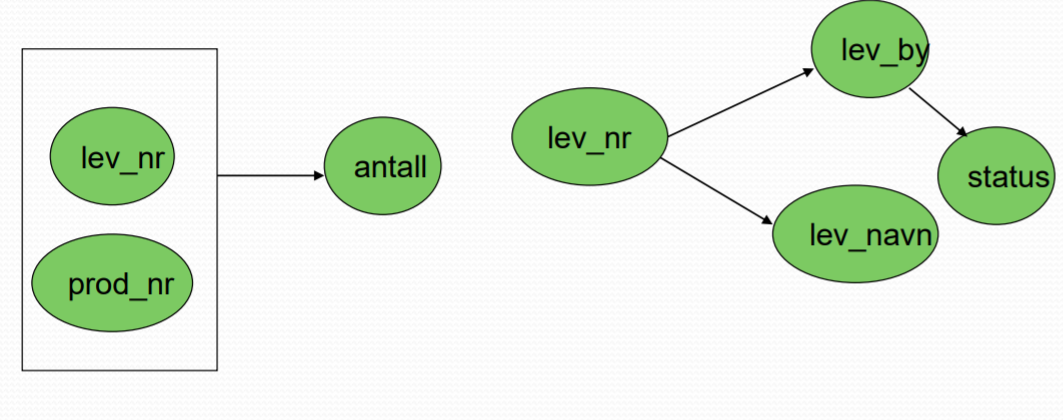 lev_nr
prod_nr
antall
lev_nr
lev_by
status
lev_navn